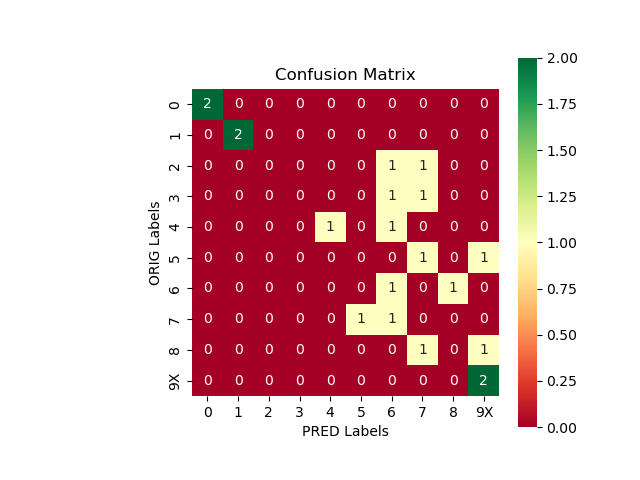 Confusion Matrix
0 2 0 0 0 0 0 0 0 0 0
1 0 2 0 0 0 0 0 0 0 0
2 0 0 0 0 0 0 1 1 0 0
3 0 0 0 0 0 0 1 1 0 0
4 0 0 0 0 1 0 1 0 0 0
5 0 0 0 0 0 0 0 1 0 1
6 0 0 0 0 0 0 1 0 1 0
7 0 0 0 0 0 1 1 0 0 0
8 0 0 0 0 0 0 0 1 0 1
9X 0 0 0 0 0 0 0 0 0 2
0 1 2 3 4 5 6 7 8 9X
PRED Labels
ORIG Labels
2.00
1.75
1.50
1.25
1.00
0.75
0.50
0.25
0.00